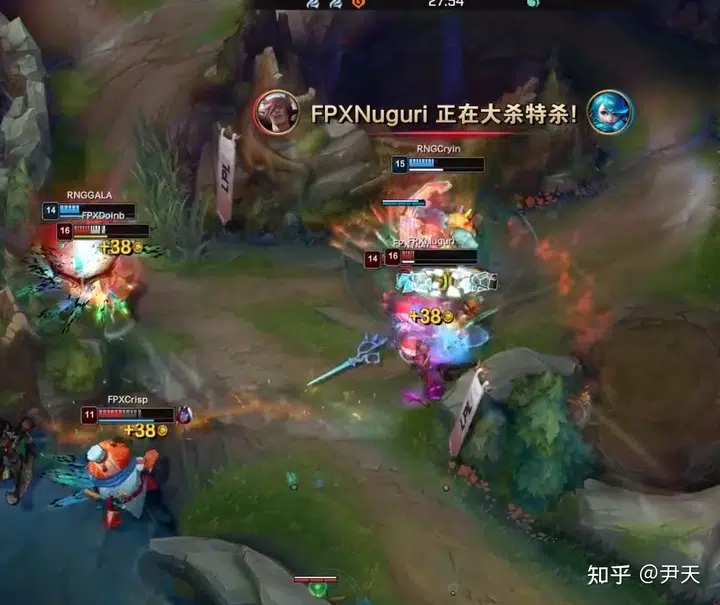 27:54
FPXNuguri 正在大杀特杀!
RNGCryin
15
LPL
RNGGALA
14
FPXDoinb
16
+38
FPXNuguri
14 16
+38
FPXCrisp
11
+38
LPL
知乎 @尹天